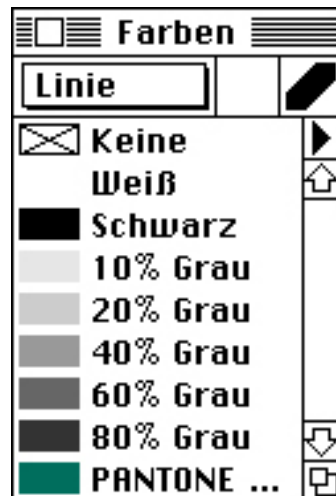 Farben
Linie
Keine
Weiß
Schwarz
10% Grau
20% Grau
40% Grau
60% Grau
80% Grau
PANTONE ...